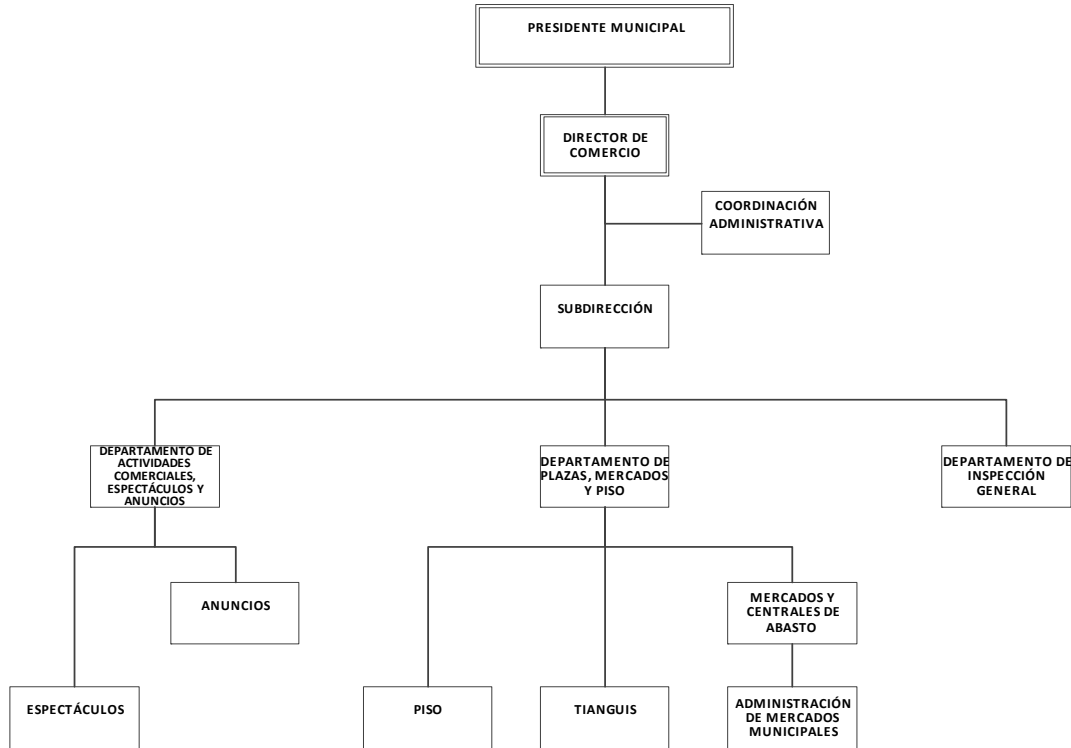 PRESIDENTE MUNICIPAL
DIRECTOR DE
COMERCIO
COORDINACIÓN
ADMINISTRATIVA
SUBDIRECCIÓN
DEPARTAMENTO DE
ACTIVIDADES
COMERCIALES,
ESPECTÁCULOS Y
ANUNCIOS
DEPARTAMENTO DE
PLAZAS, MERCADOS
Y PISO
DEPARTAMENTO DE
INSPECCIÓN
GENERAL
ANUNCIOS
MERCADOS Y
CENTRALES DE
ABASTO
ESPECTÁCULOS
PISO
TIANGUIS
ADMINISTRACIÓN
DE MERCADOS
MUNICIPALES